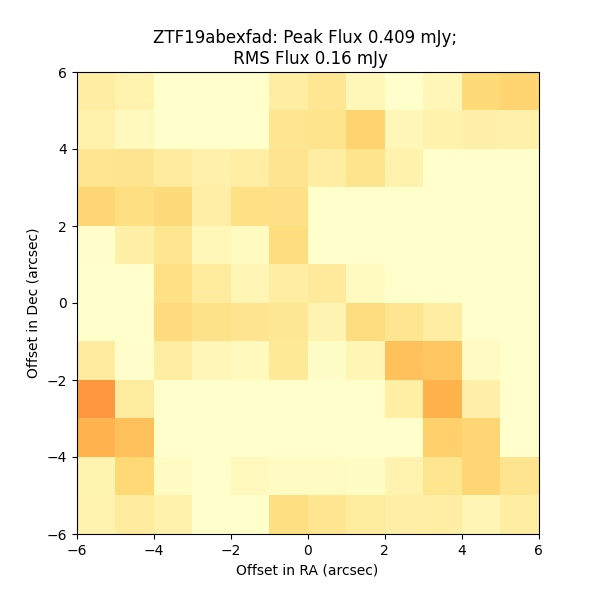 ZTF19abexfad: Peak Flux 0.409 mJy;
RMS Flux 0.16 mJy
6
4
2
0
−2
−4
−6
Offset in Dec (arcsec)
−6 −4 −2 0 2 4 6
Offset in RA (arcsec)